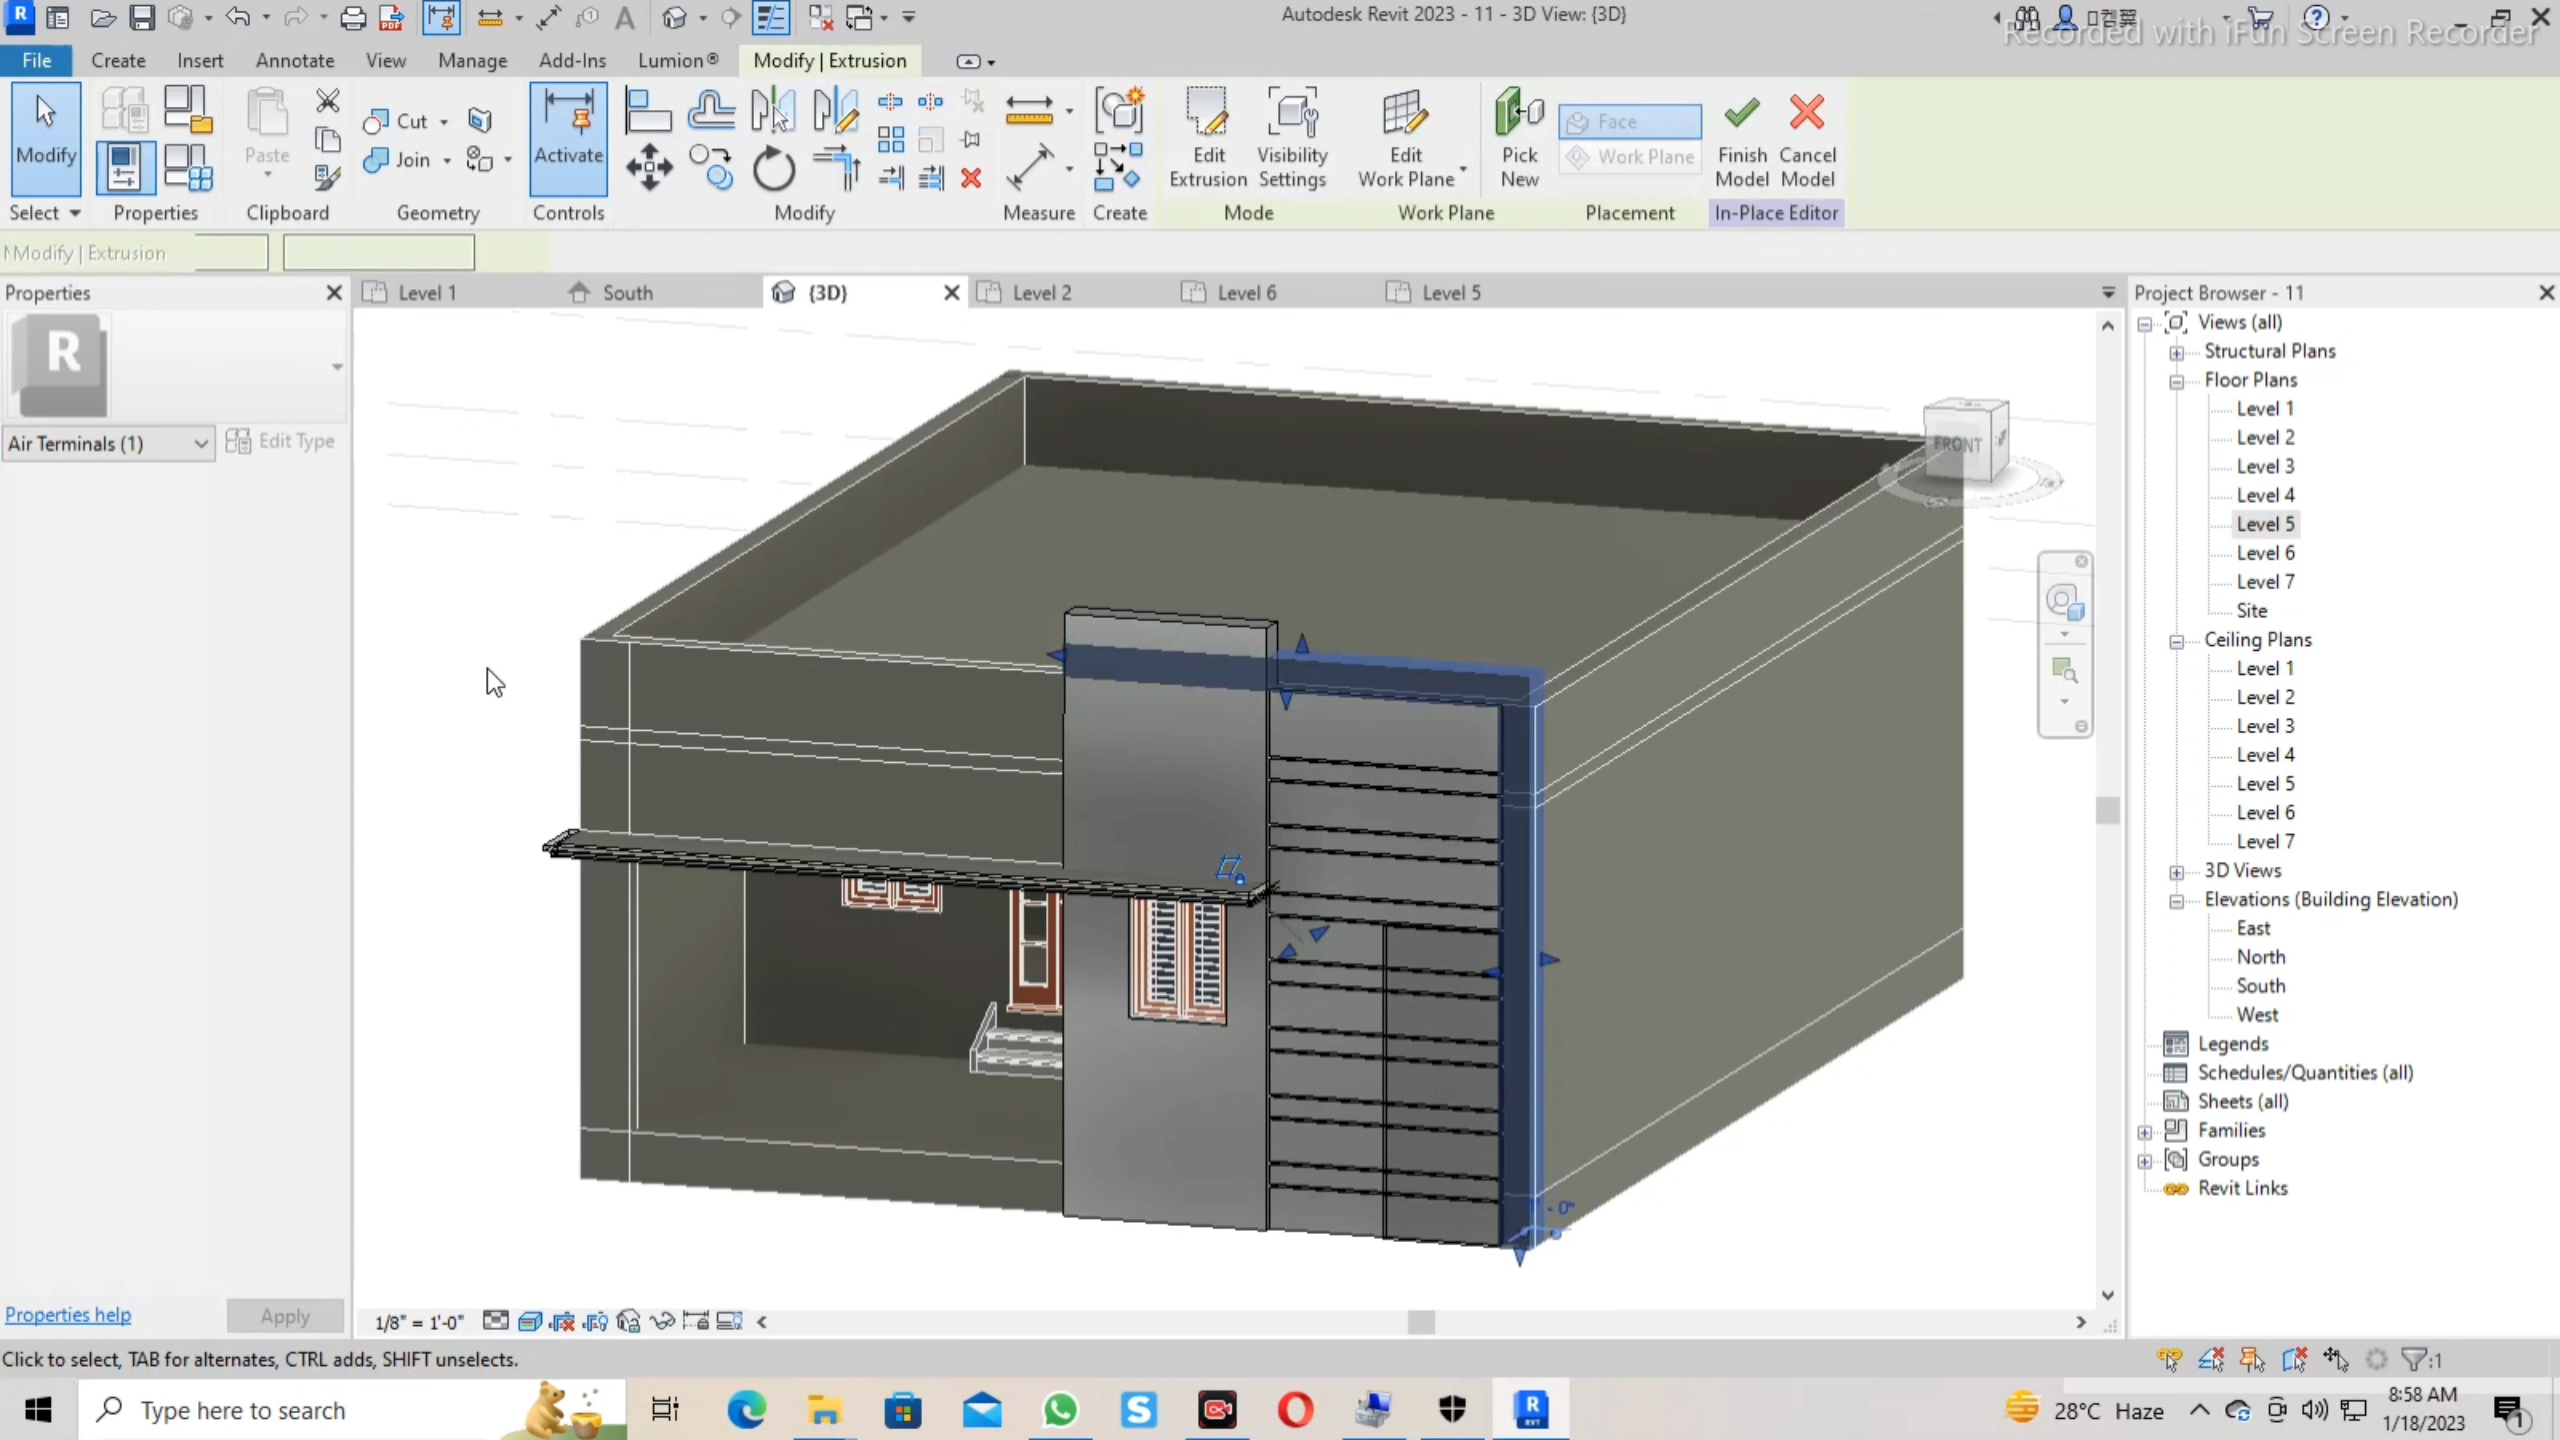 Autodesk Revit 2023 - 11 - 3D View: {3D}
Recorded with iFun Screen Recorder
File
Create
Insert
Annotate
View
Manage
Add-Ins
Lumion®
Modify | Extrusion
Modify
Paste
Cut
Join
Activate
Edit
Extrusion
Visibility
Settings
Edit
Work Plane
Pick
New
Face
Work Plane
Finish
Model
Cancel
Model
Select
Properties
Clipboard
Geometry
Controls
Modify
Measure
Create
Mode
Work Plane
Placement
In-Place Editor
Modify | Extrusion
Properties
Level 1
South
{3D}
Level 2
Level 6
Level 5
Project Browser - 11
R
Air Terminals (1)
Edit Type
FRONT
Views (all)
Structural Plans
Floor Plans
Level 1
Level 2
Level 3
Level 4
Level 5
Level 6
Level 7
Site
Ceiling Plans
Level 1
Level 2
Level 3
Level 4
Level 5
Level 6
Level 7
3D Views
Elevations (Building Elevation)
East
North
South
West
Legends
Schedules/Quantities (all)
Sheets (all)
Families
Groups
Revit Links
Properties help
Apply
1/8" = 1'-0"
Click to select, TAB for alternates, CTRL adds, SHIFT unselects.
:1
Type here to search
28°C Haze
8:58 AM
1/18/2023
1